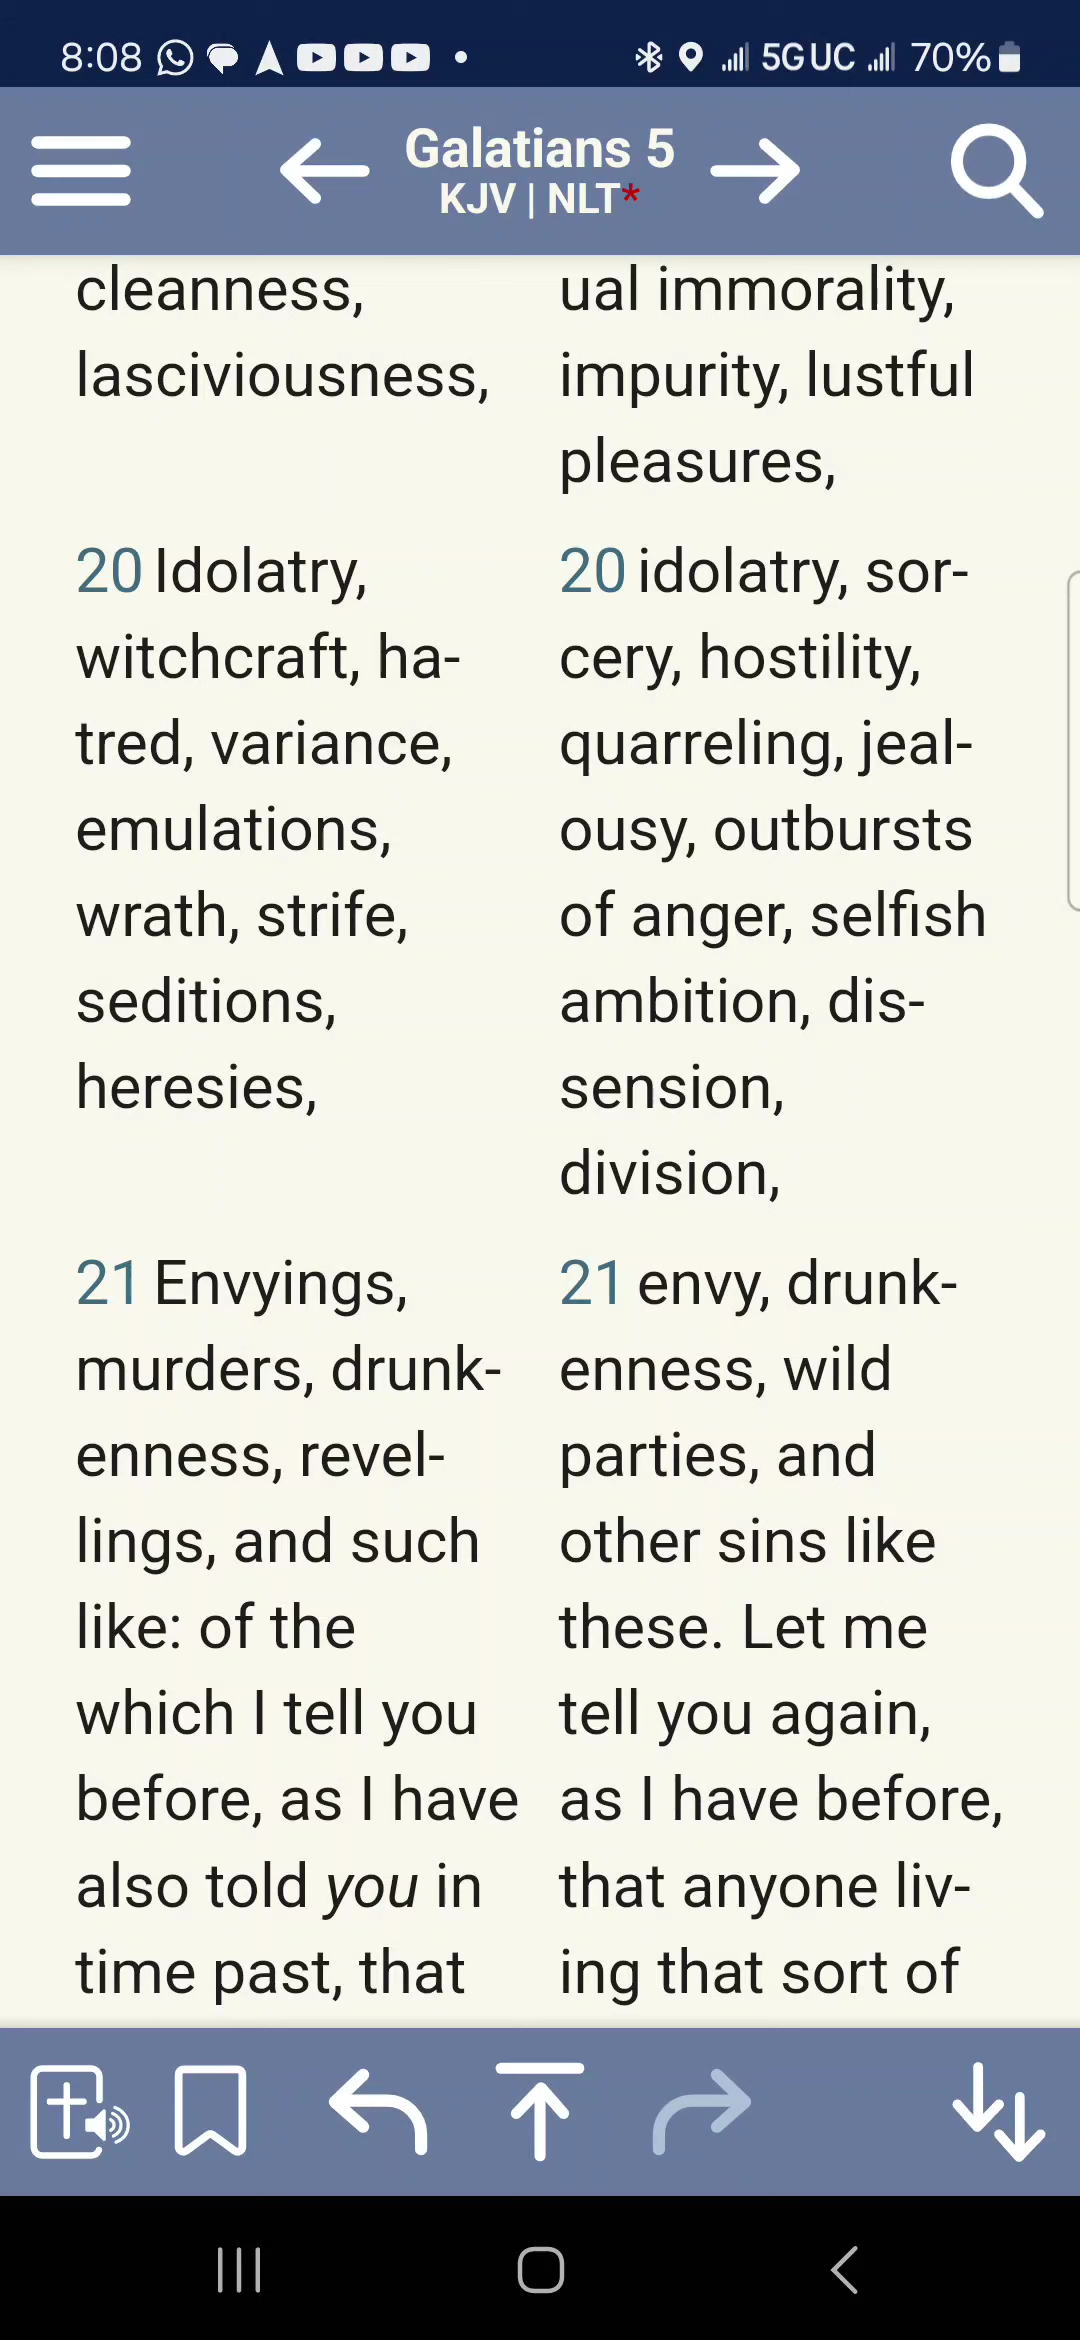 8:08
5G UC 70%
Galatians 5
KJV | NLT*
cleanness,
lasciviousness,
20 Idolatry,
witchcraft, ha-
tred, variance,
emulations,
wrath, strife,
seditions,
heresies,
21 Envyings,
murders, drunk-
enness, revel-
lings, and such
like: of the
which I tell you
before, as I have
also told you in
time past, that
ual immorality,
impurity, lustful
pleasures,
20 idolatry, sor-
cery, hostility,
quarreling, jeal-
ousy, outbursts
of anger, selfish
ambition, dis-
sension,
division,
21 envy, drunk-
enness, wild
parties, and
other sins like
these. Let me
tell you again,
as I have before,
that anyone liv-
ing that sort of